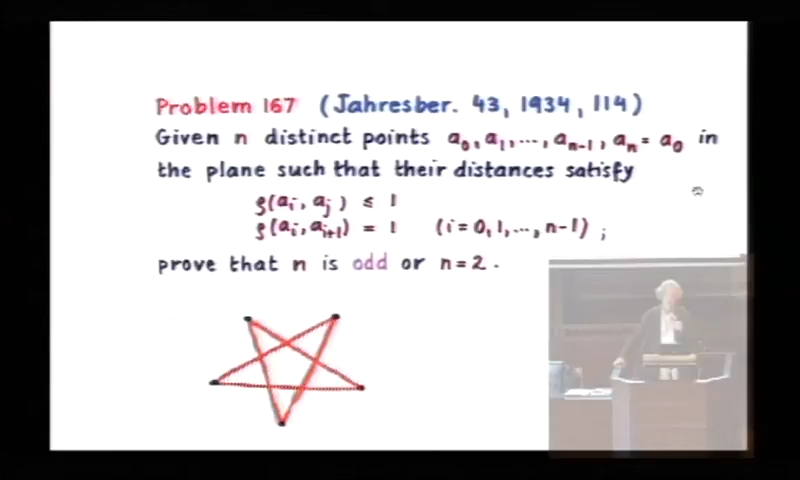 Problem 167 (Jahresber. 43, 1934, 114)
Given n distinct points a₀, a₁, ..., aₙ₋₁, aₙ = a₀ in
the plane such that their distances satisfy
ϱ(aᵢ, aⱼ) ≤ 1
ϱ(aᵢ, aᵢ₊₁) = 1 (i = 0, 1, ..., n-1) ;
prove that n is odd or n = 2.